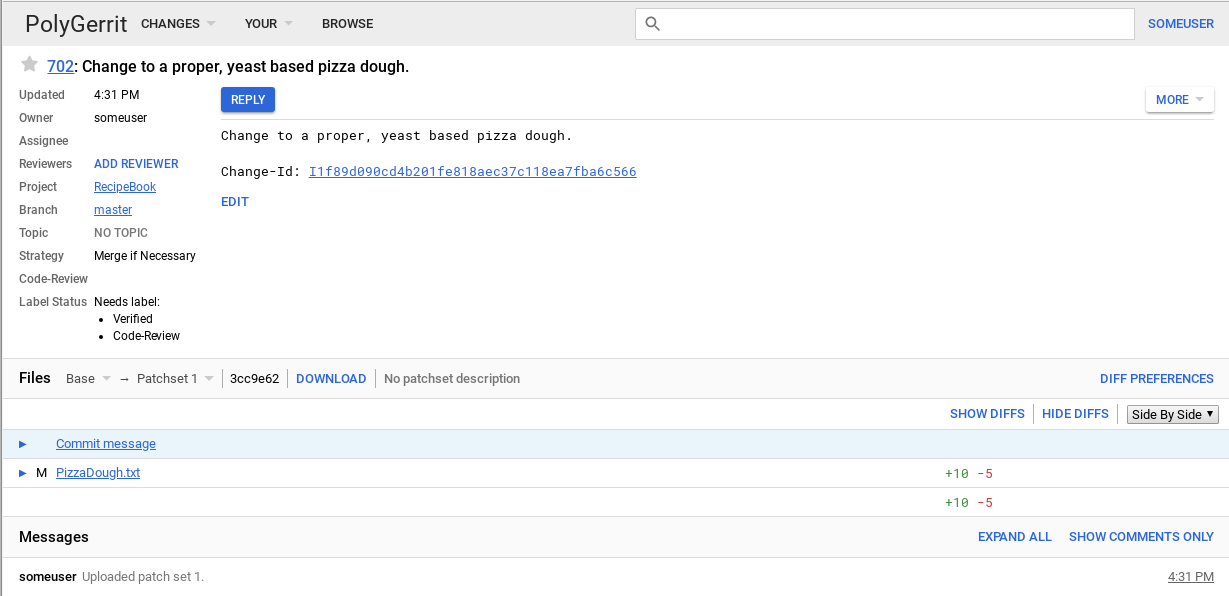 PolyGerrit CHANGES YOUR BROWSE SOMEUSER
702: Change to a proper, yeast based pizza dough.
Updated 4:31 PM
Owner someuser
Assignee
Reviewers ADD REVIEWER
Project RecipeBook
Branch master
Topic NO TOPIC
Strategy Merge if Necessary
Code-Review
Label Status Needs label:
• Verified
• Code-Review
REPLY MORE
Change to a proper, yeast based pizza dough.
Change-Id: I1f89d090cd4b201fe818aec37c118ea7fba6c566
EDIT
Files Base → Patchset 1 3cc9e62 DOWNLOAD No patchset description DIFF PREFERENCES
SHOW DIFFS HIDE DIFFS Side By Side
Commit message
M PizzaDough.txt +10 -5
+10 -5
Messages EXPAND ALL SHOW COMMENTS ONLY
someuser Uploaded patch set 1. 4:31 PM